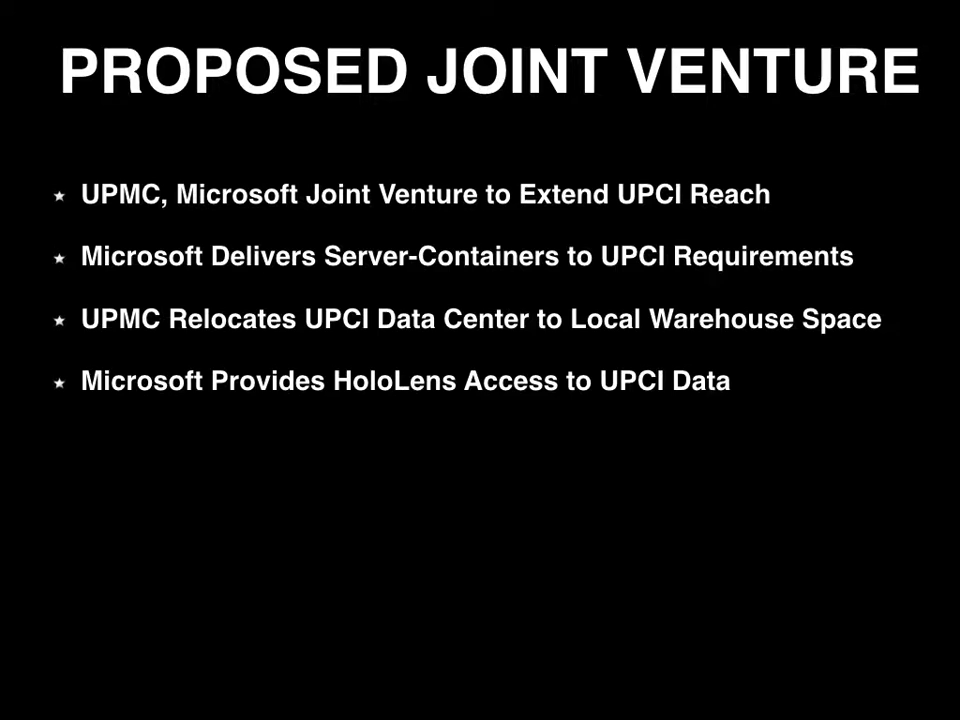 PROPOSED JOINT VENTURE
UPMC, Microsoft Joint Venture to Extend UPCI Reach
Microsoft Delivers Server-Containers to UPCI Requirements
UPMC Relocates UPCI Data Center to Local Warehouse Space
Microsoft Provides HoloLens Access to UPCI Data